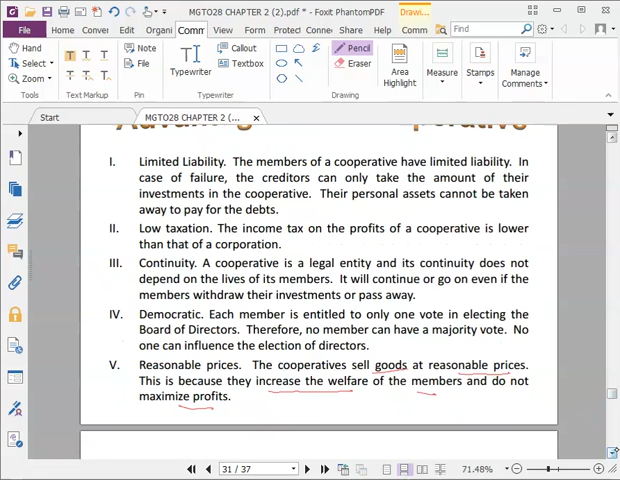 MGTO28 CHAPTER 2 (2).pdf * - Foxit PhantomPDF
Drawi...
File Home Conver Edit Organi Comm View Form Comm Find
Hand
Select
Zoom
Tools
Text Markup
Note
File
Pin
Typewriter
Callout
Textbox
Typewriter
Pencil
Eraser
Drawing
Area Highlight
Measure
Stamps
Manage Comments
Start
MGTO28 CHAPTER 2 (...
I. Limited Liability. The members of a cooperative have limited liability. In
case of failure, the creditors can only take the amount of their
investments in the cooperative. Their personal assets cannot be taken
away to pay for the debts.
II. Low taxation. The income tax on the profits of a cooperative is lower
than that of a corporation.
III. Continuity. A cooperative is a legal entity and its continuity does not
depend on the lives of its members. It will continue or go on even if the
members withdraw their investments or pass away.
IV. Democratic. Each member is entitled to only one vote in electing the
Board of Directors. Therefore, no member can have a majority vote. No
one can influence the election of directors.
V. Reasonable prices. The cooperatives sell goods at reasonable prices.
This is because they increase the welfare of the members and do not
maximize profits.
31 / 37
71.48%